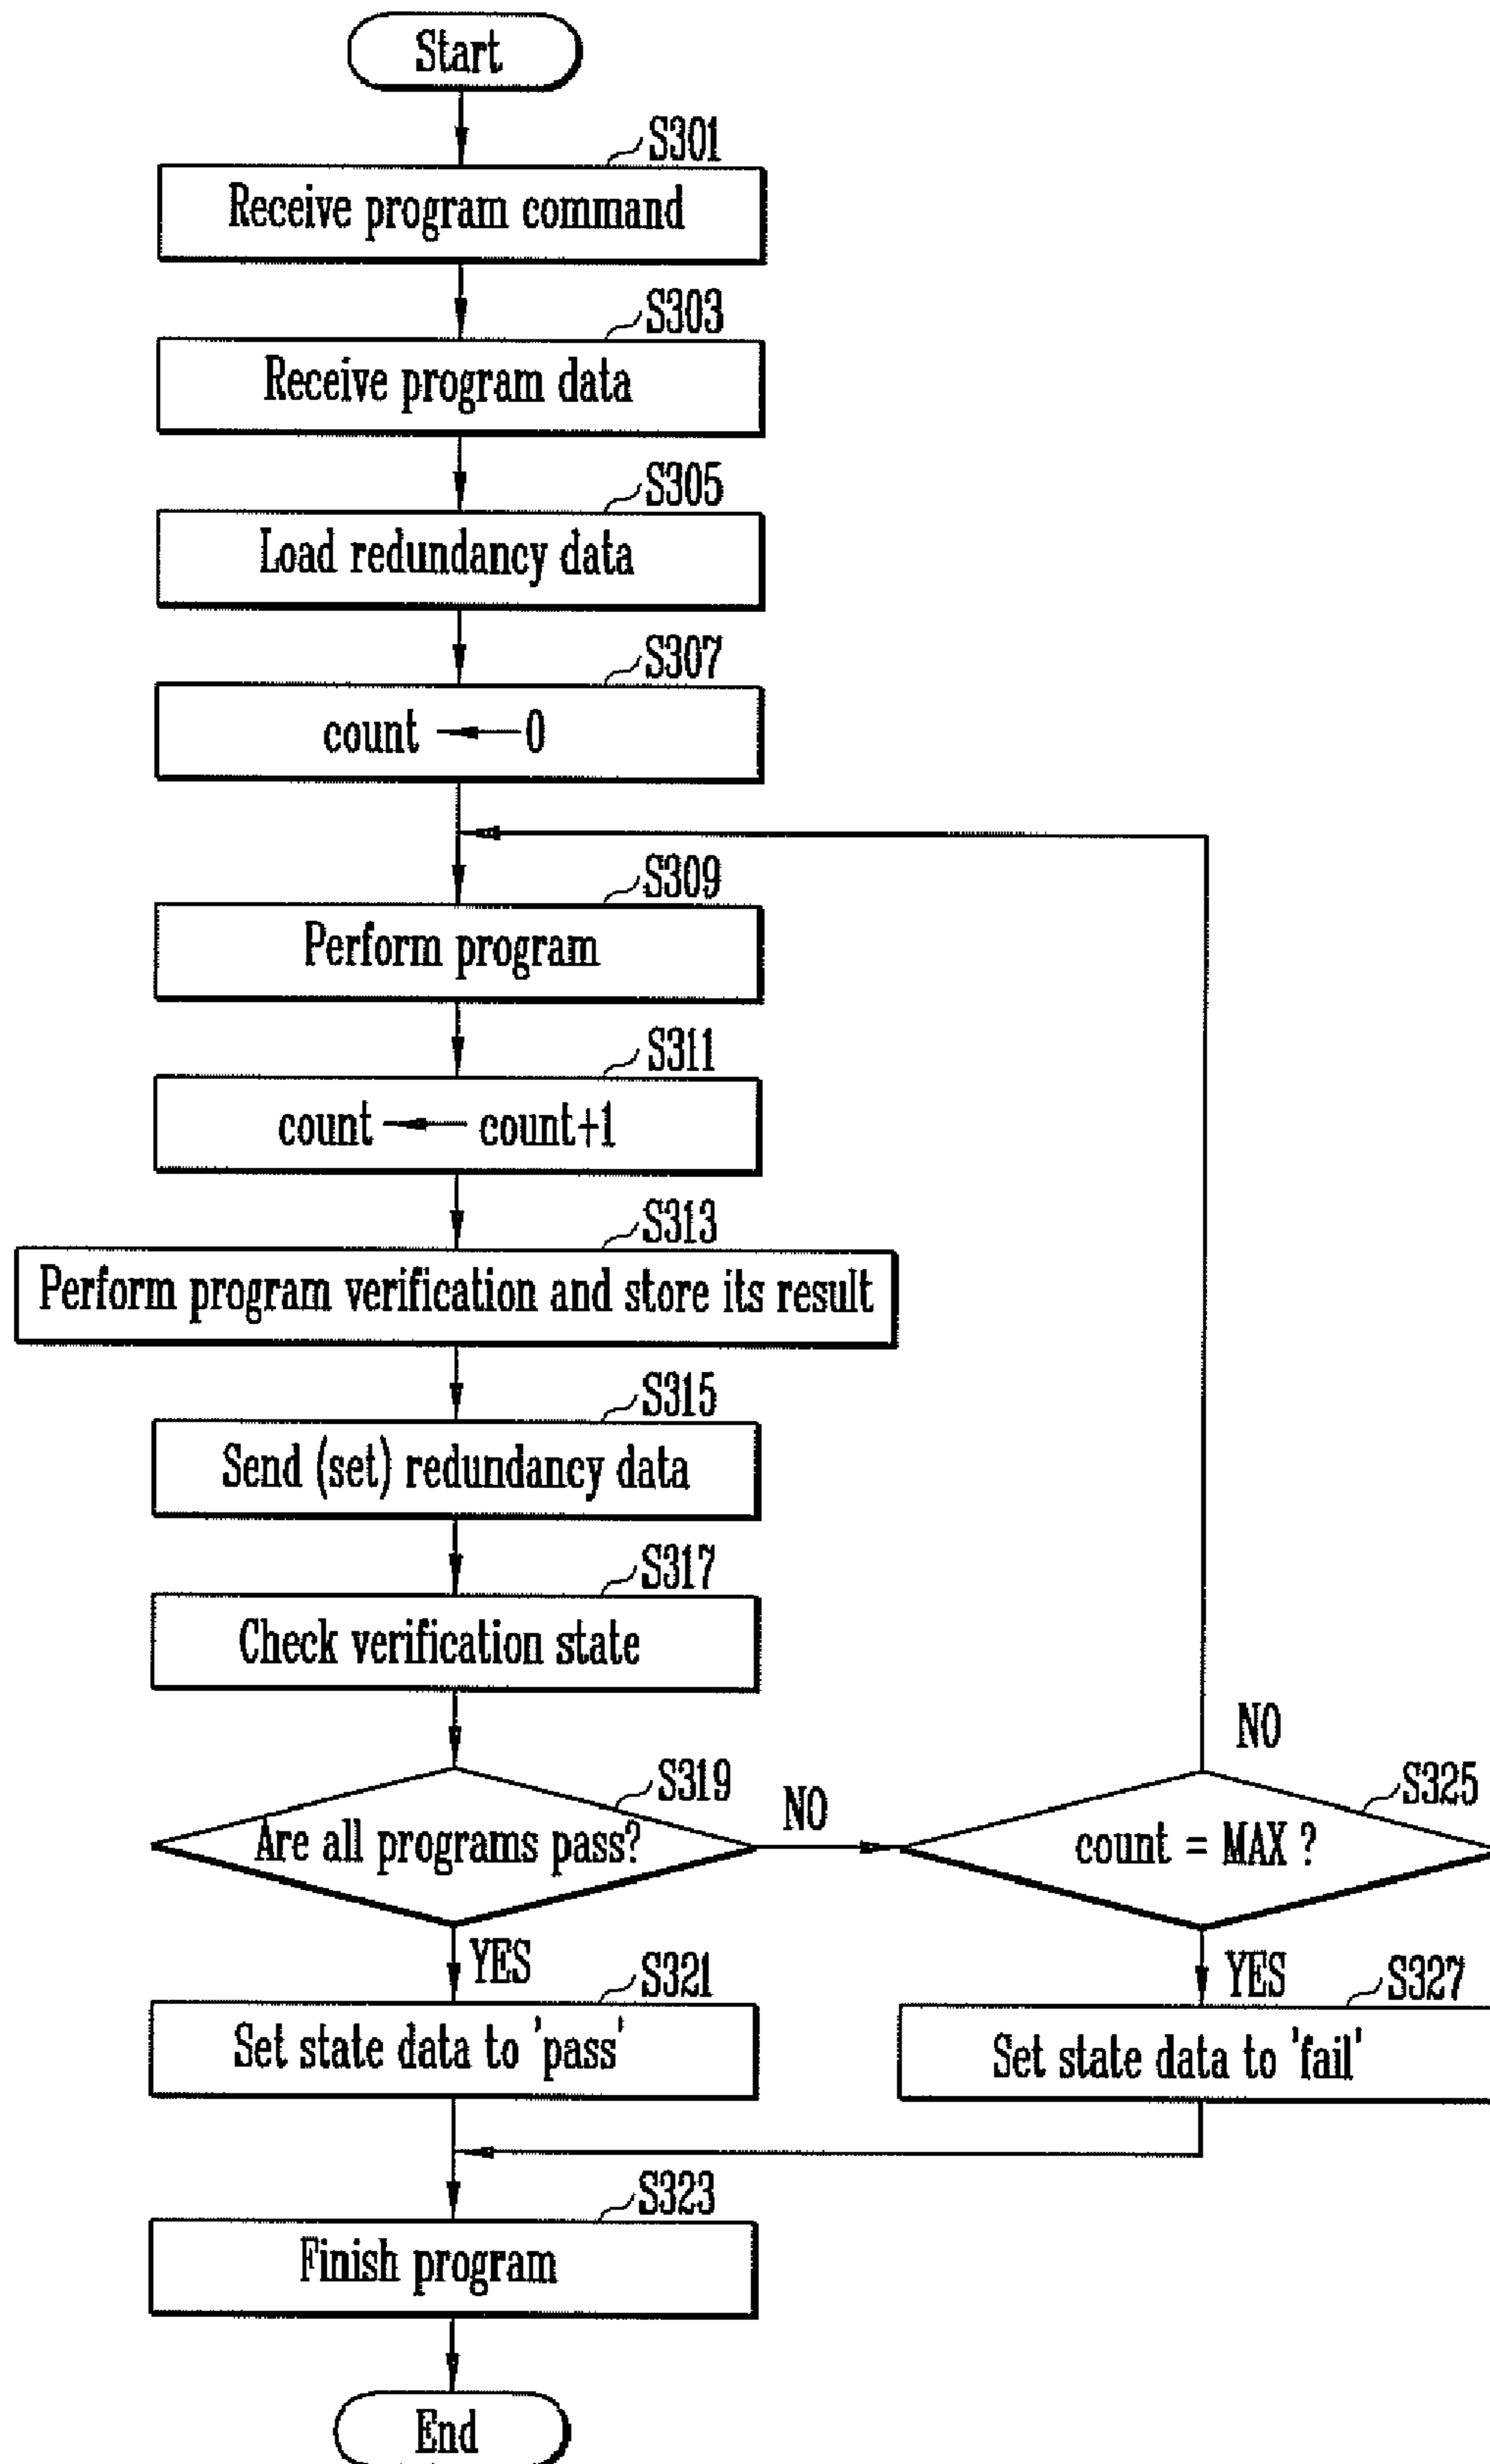 Start
S301
Receive program command
S303
Receive program data
S305
Load redundancy data
S307
count ← 0
S309
Perform program
S311
count ← count+1
S313
Perform program verification and store its result
S315
Send (set) redundancy data
S317
Check verification state
S319
Are all programs pass?
NO
S325
count = MAX ?
NO
YES
S321
Set state data to 'pass'
YES
S327
Set state data to 'fail'
S323
Finish program
End